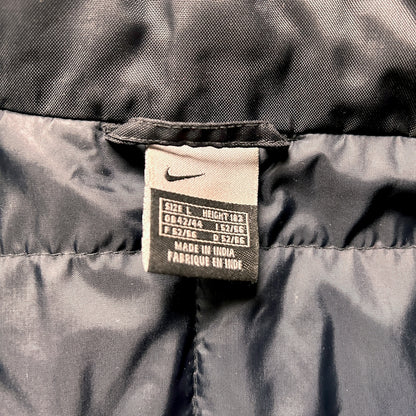 SIZE L HEIGHT 183
GB 42/44 I 52/56
F 52/56 D 52/56
MADE IN INDIA
FABRIQUE EN INDE